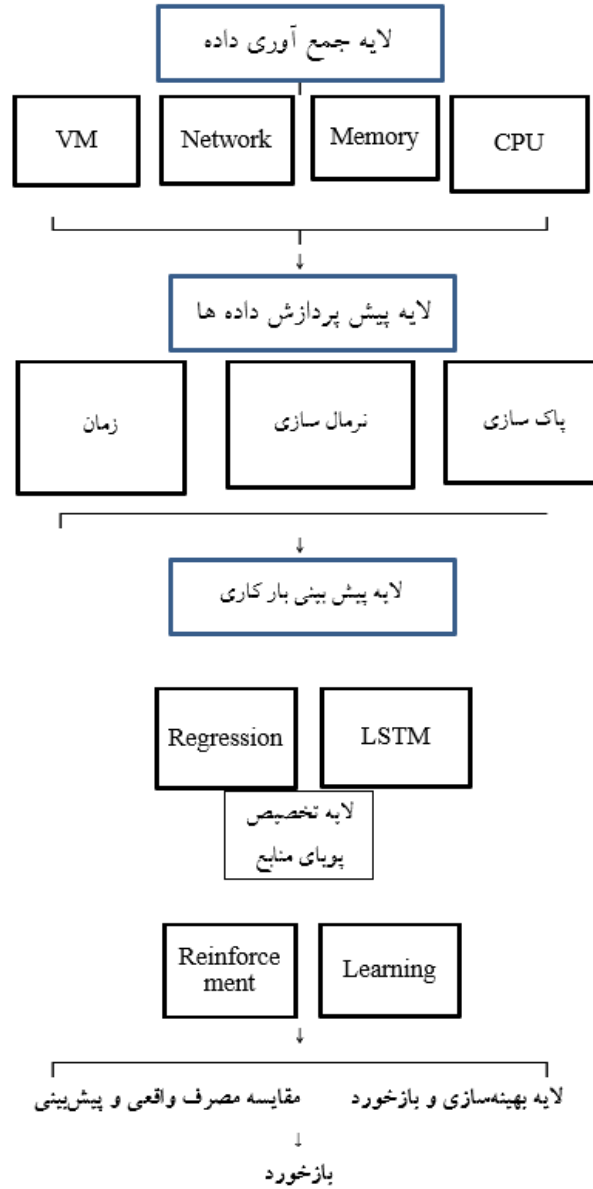 لایه جمع آوری داده
CPU
Memory
Network
VM
↓
لایه پیش پردازش داده ها
پاک سازی
نرمال سازی
زمان
↓
لایه پیش بینی بار کاری
LSTM
Regression
لایه تخصیص
پویای منابع
Reinforce
ment
Learning
↓
لایه بهینه‌سازی و بازخورد
مقایسه مصرف واقعی و پیش‌بینی
↓
بازخورد